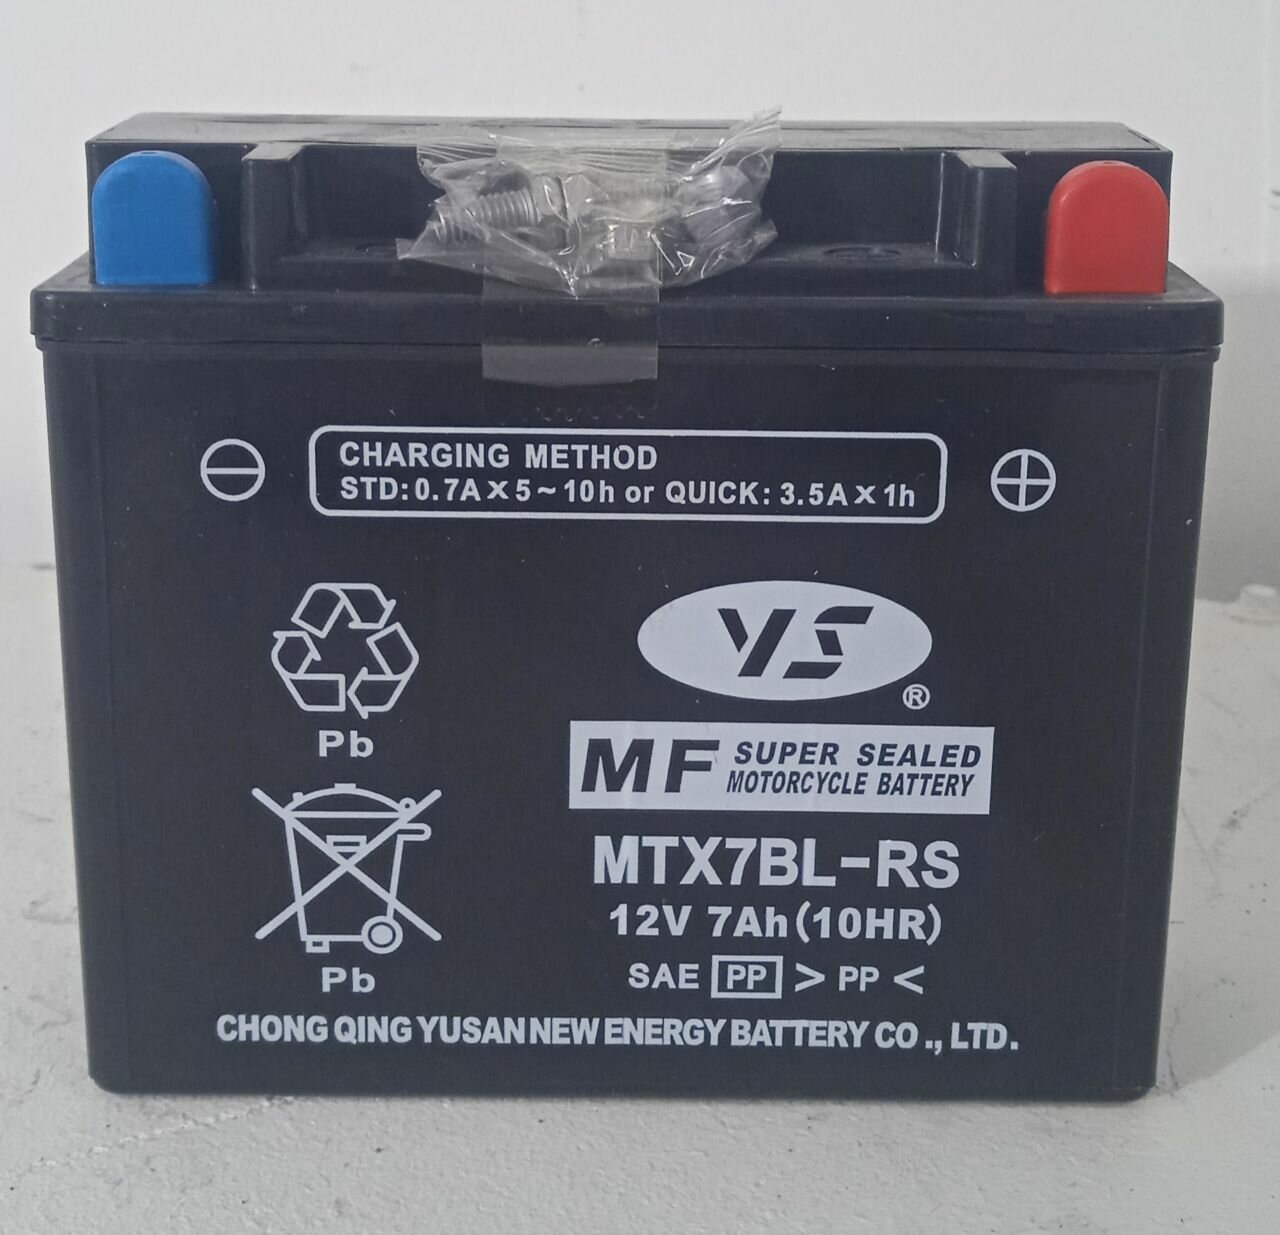 CHARGING METHOD
STD: 0.7A×5~10h or QUICK: 3.5A×1h
YS
®
MF SUPER SEALED
MOTORCYCLE BATTERY
Pb
MTX7BL-RS
12V 7Ah(10HR)
SAE PP > PP <
Pb
CHONG QING YUSAN NEW ENERGY BATTERY CO ., LTD.